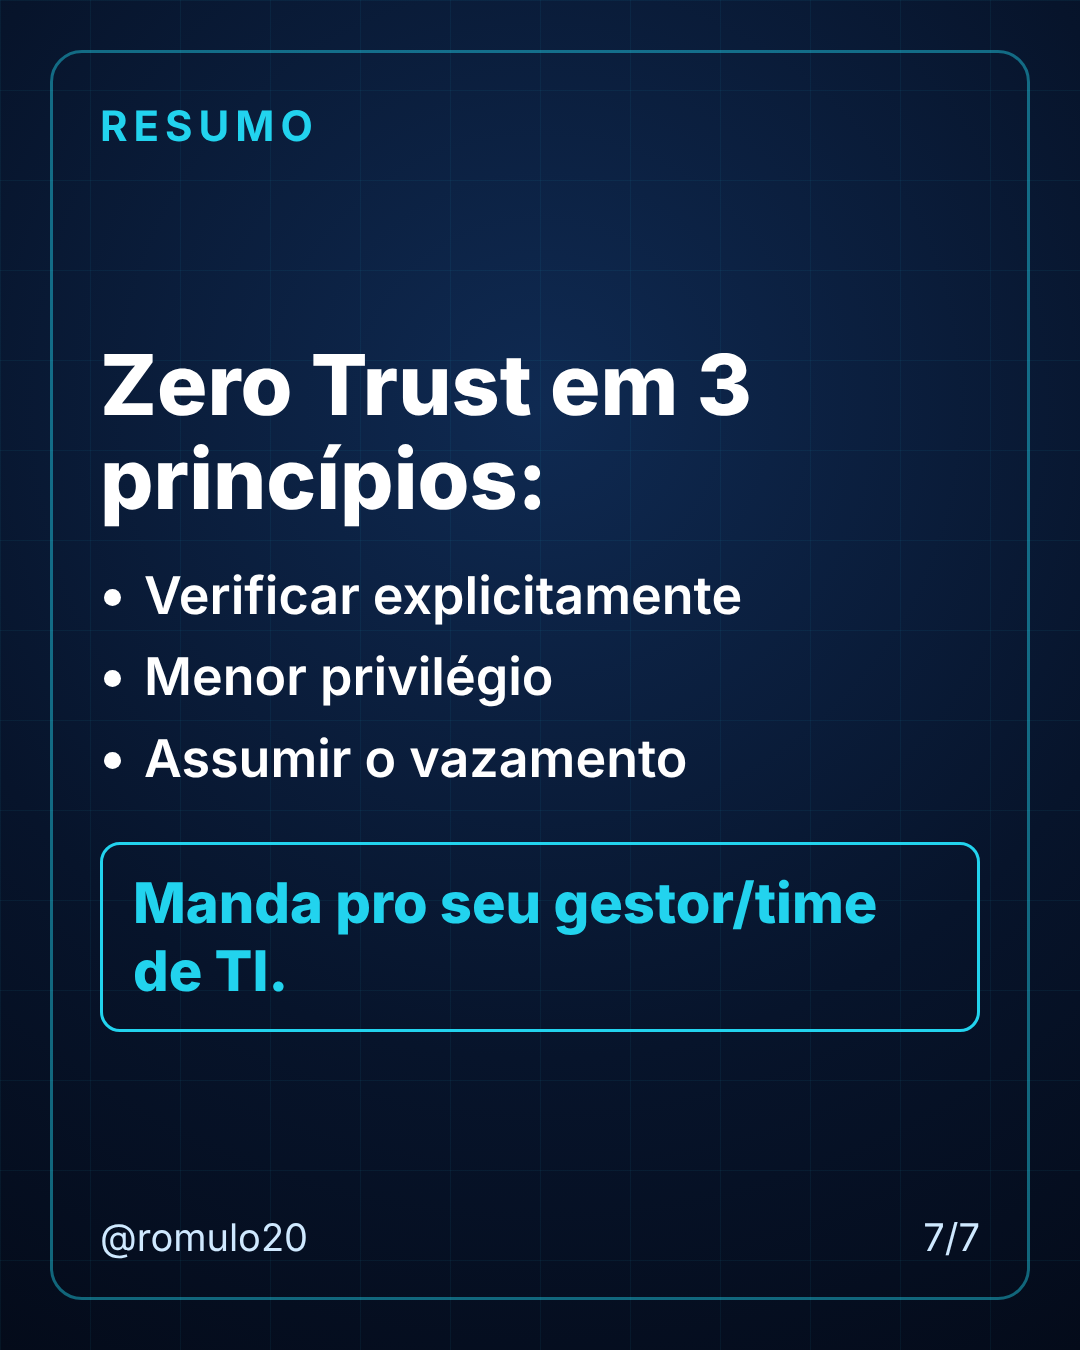 RESUMO
Zero Trust em 3
princípios:
• Verificar explicitamente
• Menor privilégio
• Assumir o vazamento
Manda pro seu gestor/time
de TI.
@romulo20
7/7